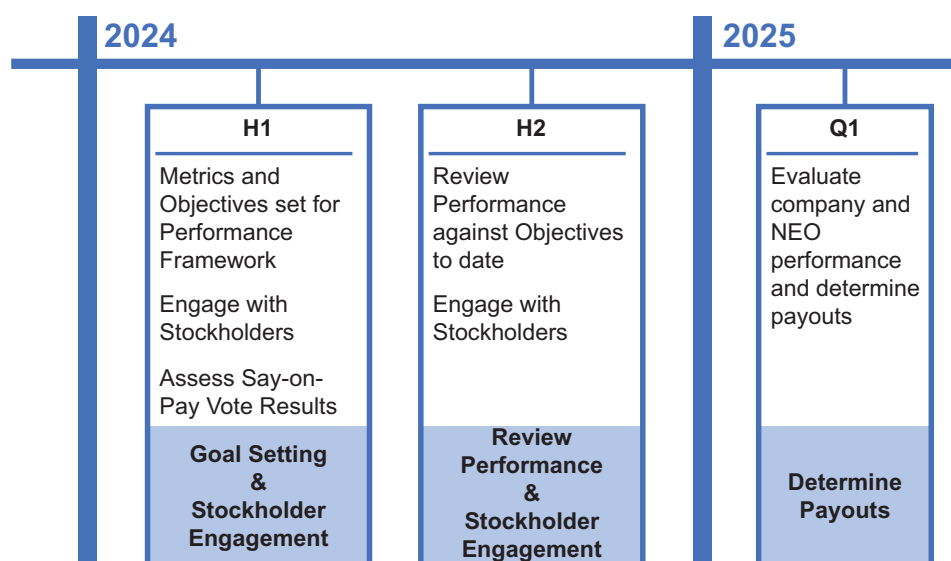 2024
2025
H1
Metrics and
Objectives set for
Performance
Framework
Engage with
Stockholders
Assess Say-on-
Pay Vote Results
Goal Setting
&
Stockholder
Engagement
H2
Review
Performance
against Objectives
to date
Engage with
Stockholders
Review
Performance
&
Stockholder
Engagement
Q1
Evaluate
company and
NEO
performance
and determine
payouts
Determine
Payouts